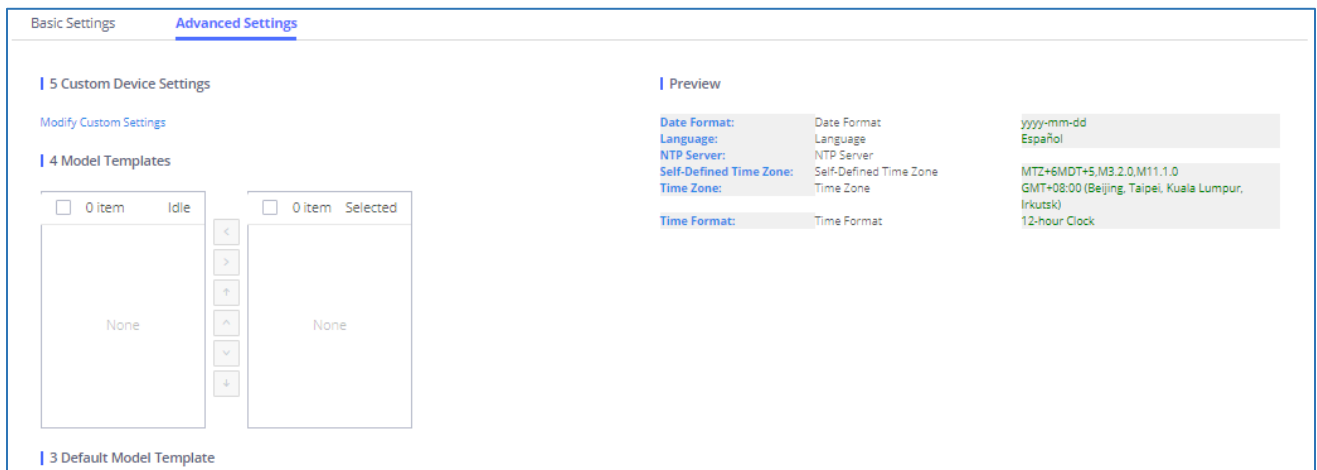 Basic Settings Advanced Settings
5 Custom Device Settings
Modify Custom Settings
4 Model Templates
0 item Idle
None
0 item Selected
None
3 Default Model Template
Preview
Date Format: Date Format yyyy-mm-dd
Language: Language Español
NTP Server: NTP Server
Self-Defined Time Zone: Self-Defined Time Zone MTZ+6MDT+5,M3.2.0,M11.1.0
Time Zone: Time Zone GMT+08:00 (Beijing, Taipei, Kuala Lumpur,
Irkutsk)
Time Format: Time Format 12-hour Clock